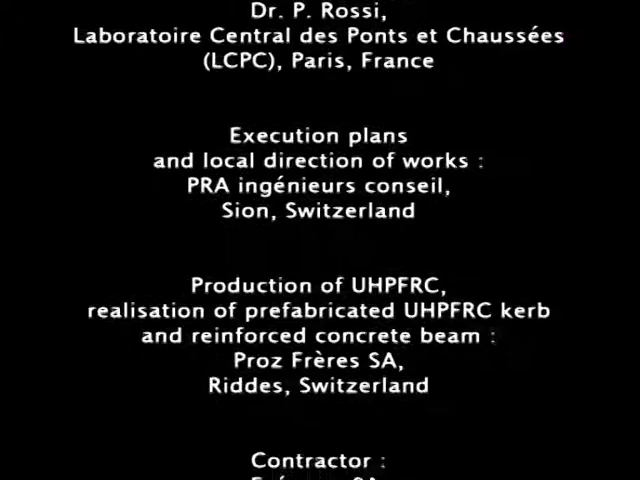 Dr. P. Rossi,
Laboratoire Central des Ponts et Chaussées
(LCPC), Paris, France
Execution plans
and local direction of works :
PRA ingénieurs conseil,
Sion, Switzerland
Production of UHPFRC,
realisation of prefabricated UHPFRC kerb
and reinforced concrete beam :
Proz Frères SA,
Riddes, Switzerland
Contractor :